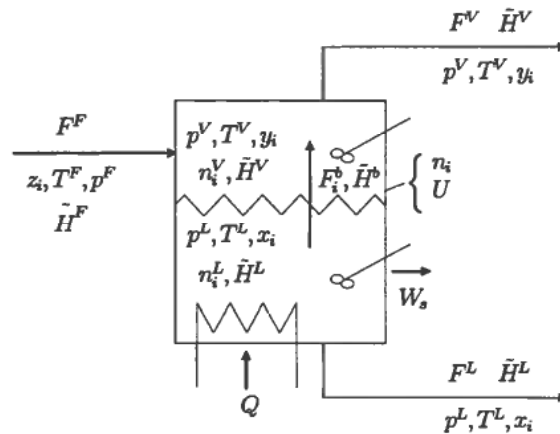 F^V H̃^V
p^V, T^V, y_i
F^F
z_i, T^F, p^F
H̃^F
p^V, T^V, y_i
n_i^V, H̃^V
F_i^b, H̃^b
n_i
U
p^L, T^L, x_i
n_i^L, H̃^L
W_s
Q
F^L H̃^L
p^L, T^L, x_i